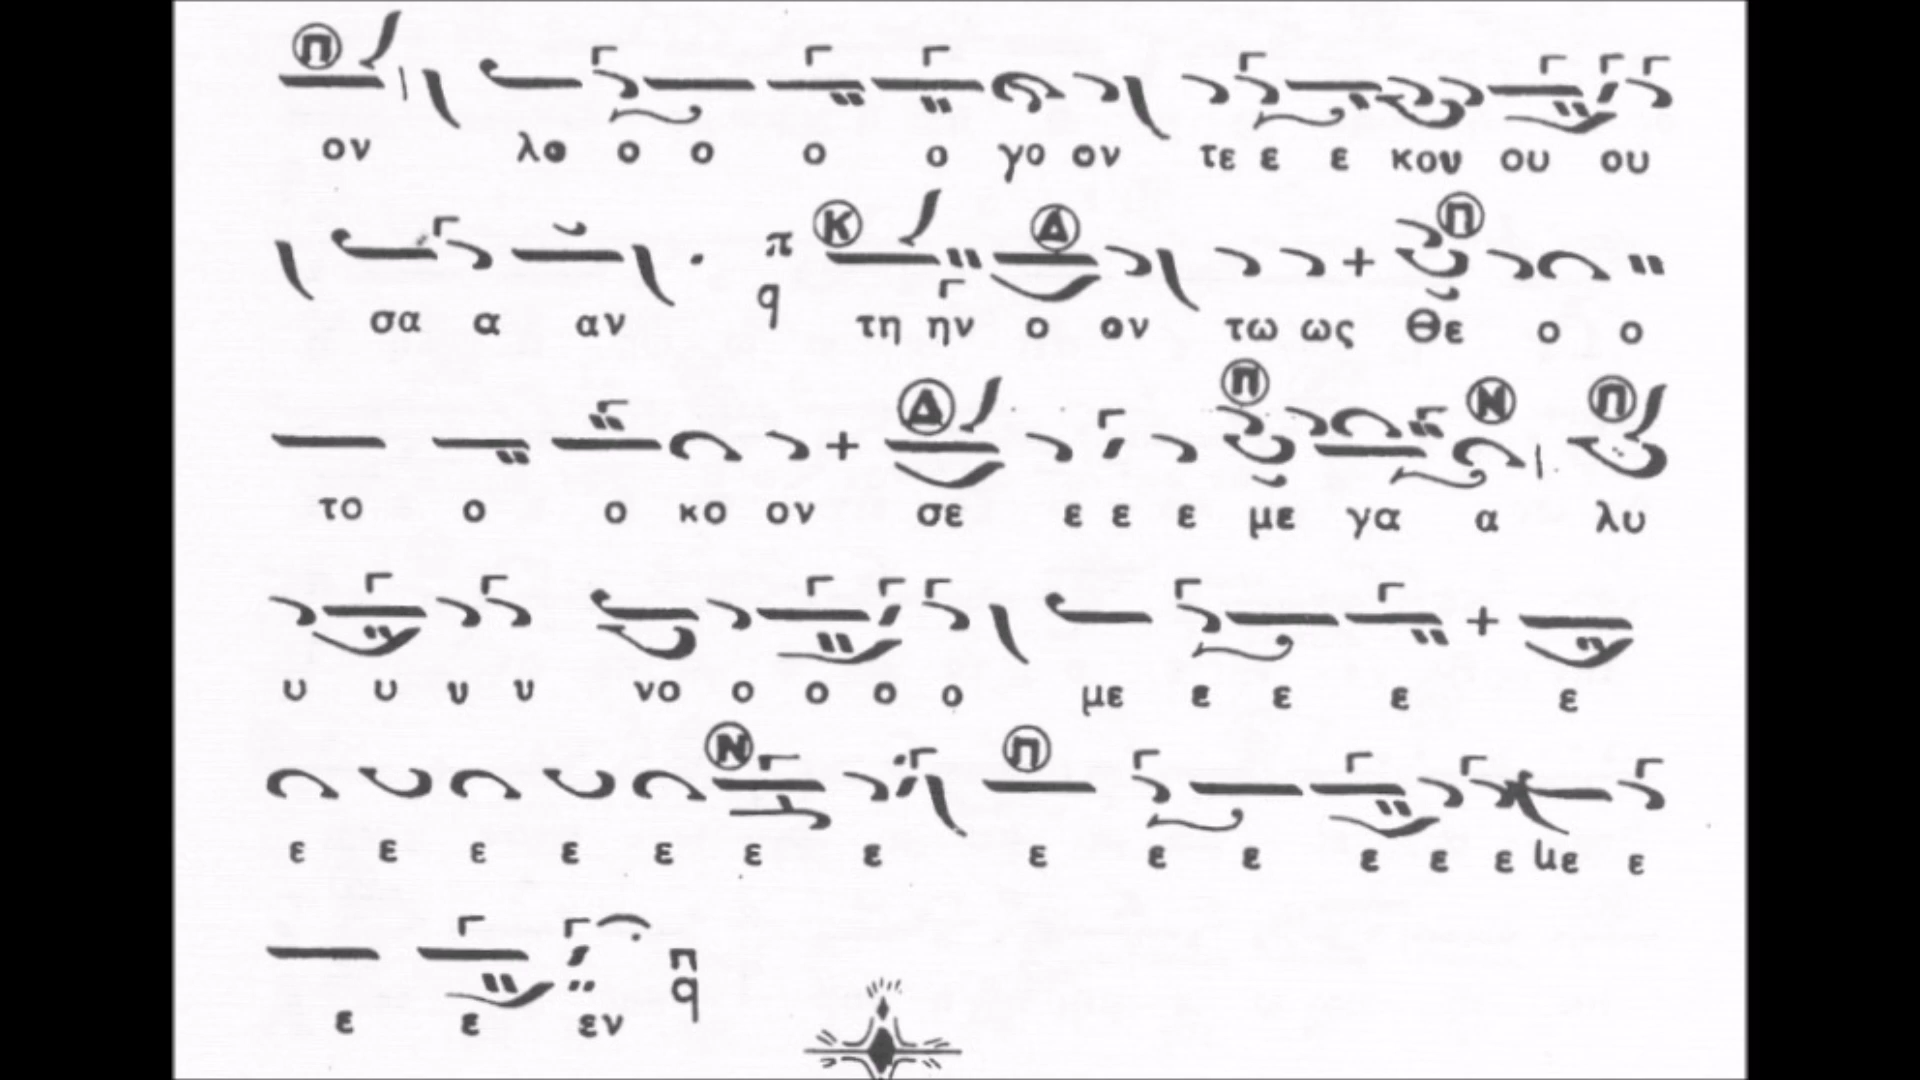 Π
ον λο ο ο ο ο γο ον τε ε ε κου ου ου
Κ Δ Π
σα α αν π q τη ην ο ον τω ως Θε ο ο
Δ Π Ν Π
το ο ο κο ον σε ε ε ε με γα α λυ
υ υ υ υ νο ο ο ο ο με ε ε ε ε
Ν Π
ε ε ε ε ε ε ε ε ε ε ε ε ε με ε
ε ε εν π q